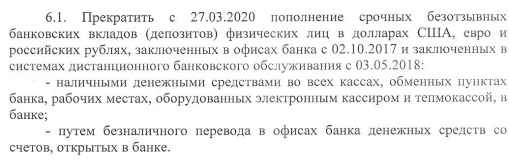 6.1. Прекратить с 27.03.2020 пополнение срочных безотзывных
банковских вкладов (депозитов) физических лиц в долларах США, евро и
российских рублях, заключенных в офисах банка с 02.10.2017 и заключенных в
системах дистанционного банковского обслуживания с 03.05.2018:
- наличными денежными средствами во всех кассах, обменных пунктах
банка, рабочих местах, оборудованных электронным кассиром и темпокассой, в
банке;
- путем безналичного перевода в офисах банка денежных средств со
счетов, открытых в банке.